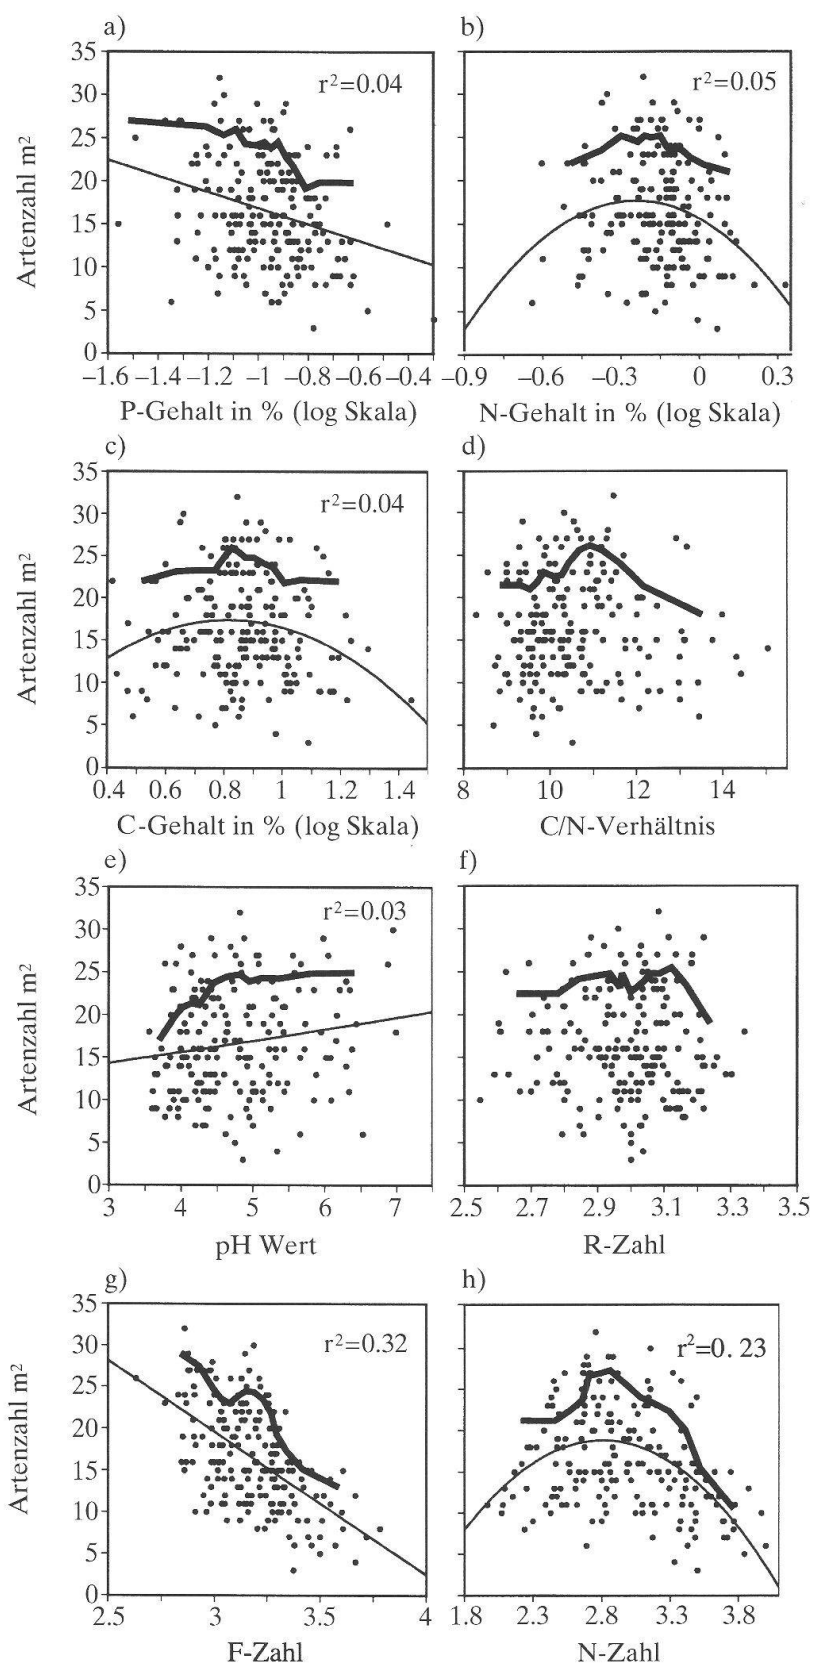 a)
b)
35
30
25
20
15
10
5
0
Artenzahl m²
r²=0.04
r²=0.05
−1.6 −1.4 −1.2 −1 −0.8 −0.6 −0.4
−0.9 −0.6 −0.3 0 0.3
P-Gehalt in % (log Skala)
N-Gehalt in % (log Skala)
c)
d)
35
30
25
20
15
10
5
0
Artenzahl m²
r²=0.04
0.4 0.6 0.8 1 1.2 1.4
8 10 12 14
C-Gehalt in % (log Skala)
C/N-Verhältnis
e)
f)
35
30
25
20
15
10
5
0
Artenzahl m²
r²=0.03
3 4 5 6 7
2.5 2.7 2.9 3.1 3.3 3.5
pH Wert
R-Zahl
g)
h)
35
30
25
20
15
10
5
0
Artenzahl m²
r²=0.32
r²=0. 23
2.5 3 3.5 4
1.8 2.3 2.8 3.3 3.8
F-Zahl
N-Zahl